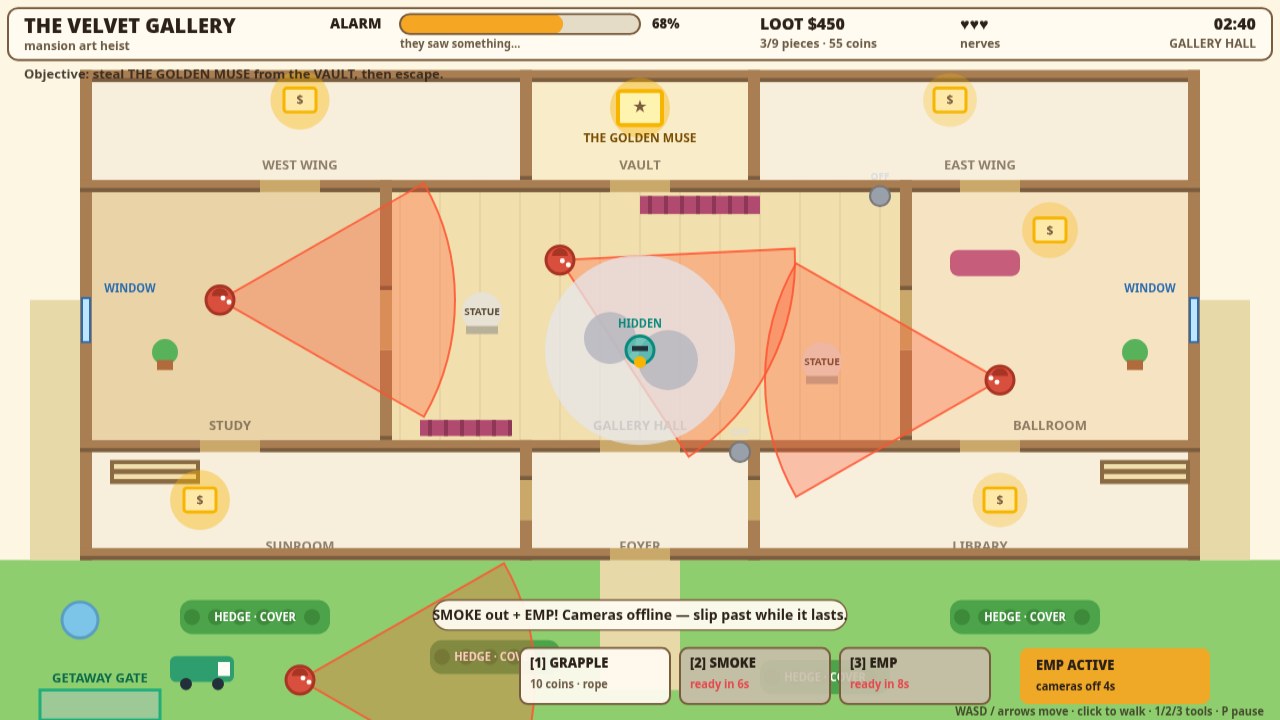 THE VELVET GALLERY
mansion art heist
ALARM
68%
they saw something...
LOOT $450
3/9 pieces · 55 coins
♥♥♥
nerves
02:40
GALLERY HALL
Objective: steal THE GOLDEN MUSE from the VAULT, then escape.
$
★
$
THE GOLDEN MUSE
WEST WING
VAULT
EAST WING
OFF
$
WINDOW
WINDOW
STATUE
HIDDEN
STATUE
STUDY
GALLERY HALL
BALLROOM
$
$
SUNROOM
FOYER
LIBRARY
HEDGE · COVER
SMOKE out + EMP! Cameras offline — slip past while it lasts.
HEDGE · COVER
HEDGE · COV
[1] GRAPPLE
10 coins · rope
[2] SMOKE
ready in 6s
[3] EMP
ready in 8s
EMP ACTIVE
cameras off 4s
GETAWAY GATE
WASD / arrows move · click to walk · 1/2/3 tools · P pause